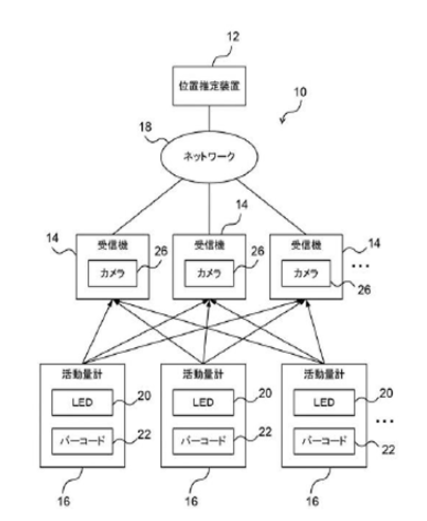 12
位置推定装置
10
18
ネットワーク
14
14 受信機 受信機 受信機 14
カメラ 26 カメラ 26 カメラ …
26
活動量計 活動量計 活動量計
LED 20 LED 20 LED 20
バーコード 22 バーコード 22 バーコード …
22
16 16 16